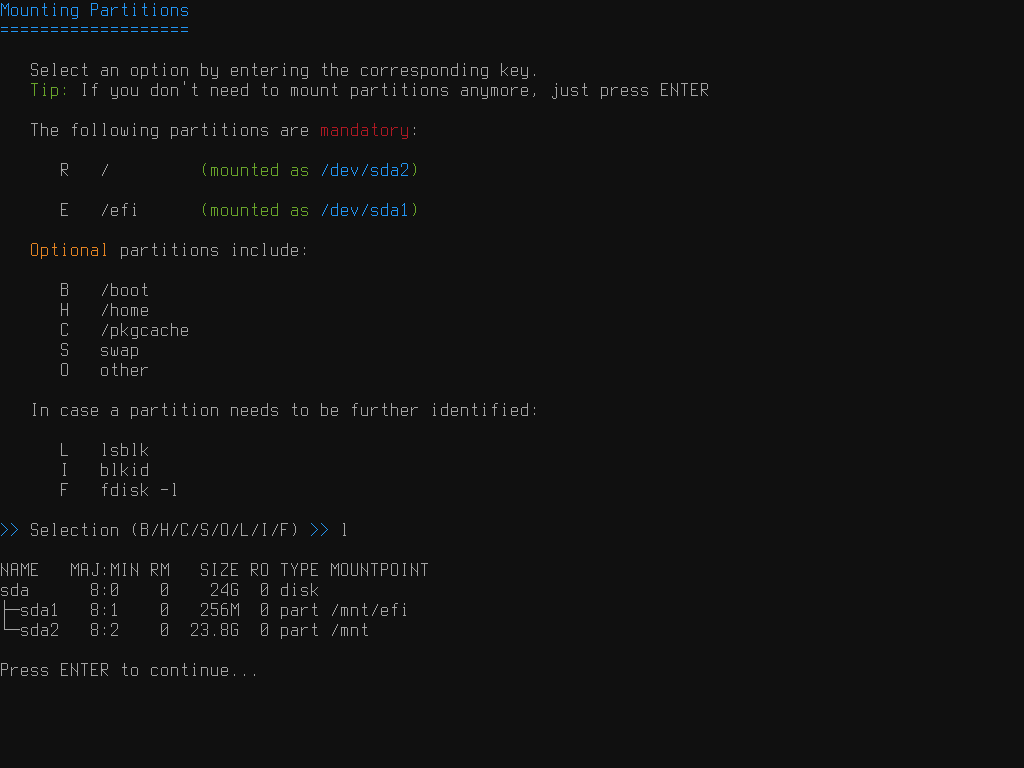 Mounting Partitions
===================
Select an option by entering the corresponding key.
Tip: If you don't need to mount partitions anymore, just press ENTER
The following partitions are mandatory:
R   /         (mounted as /dev/sda2)
E   /efi      (mounted as /dev/sda1)
Optional partitions include:
B   /boot
H   /home
C   /pkgcache
S   swap
O   other
In case a partition needs to be further identified:
L   lsblk
I   blkid
F   fdisk -l
>> Selection (B/H/C/S/O/L/I/F) >> l
NAME   MAJ:MIN RM   SIZE RO TYPE MOUNTPOINT
sda      8:0    0    24G  0 disk
├─sda1   8:1    0   256M  0 part /mnt/efi
└─sda2   8:2    0  23.8G  0 part /mnt
Press ENTER to continue...